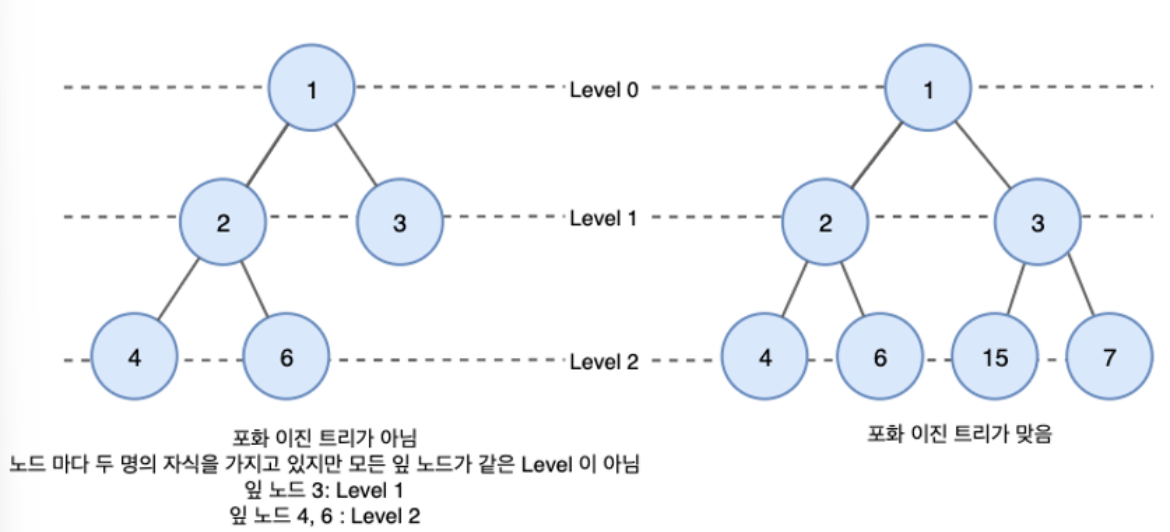 1
Level 0
1
2
3
Level 1
2
3
4
6
Level 2
4
6
15
7
포화 이진 트리가 아님
노드 마다 두 명의 자식을 가지고 있지만 모든 잎 노드가 같은 Level 이 아님
잎 노드 3: Level 1
잎 노드 4, 6 : Level 2
포화 이진 트리가 맞음